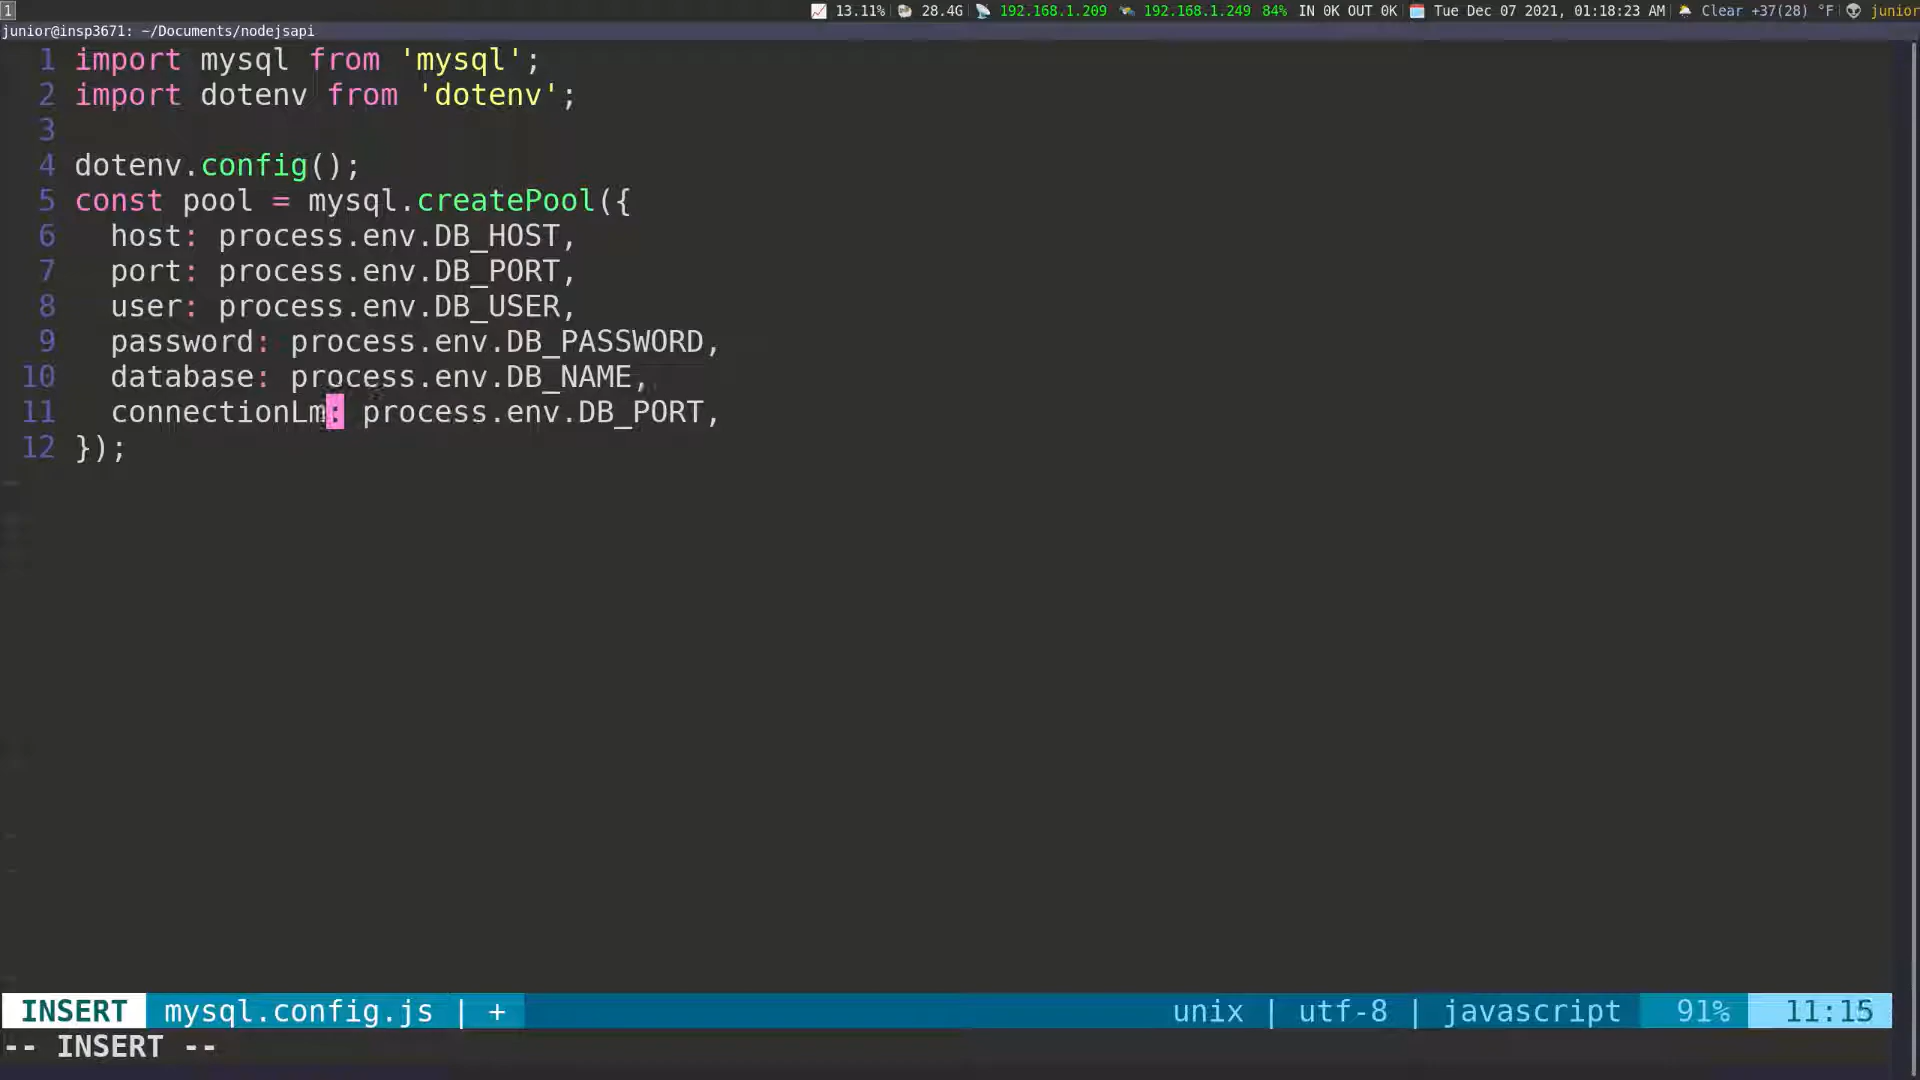 1 13.11% 28.4G 192.168.1.209 192.168.1.249 84% IN 0K OUT 0K Tue Dec 07 2021, 01:18:23 AM Clear +37(28) °F junior
junior@insp3671: ~/Documents/nodejsapi
1 import mysql from 'mysql';
2 import dotenv from 'dotenv';
3
4 dotenv.config();
5 const pool = mysql.createPool({
6   host: process.env.DB_HOST,
7   port: process.env.DB_PORT,
8   user: process.env.DB_USER,
9   password: process.env.DB_PASSWORD,
10   database: process.env.DB_NAME,
11   connectionLm: process.env.DB_PORT,
12 });
INSERT mysql.config.js | + unix | utf-8 | javascript 91% 11:15
-- INSERT --